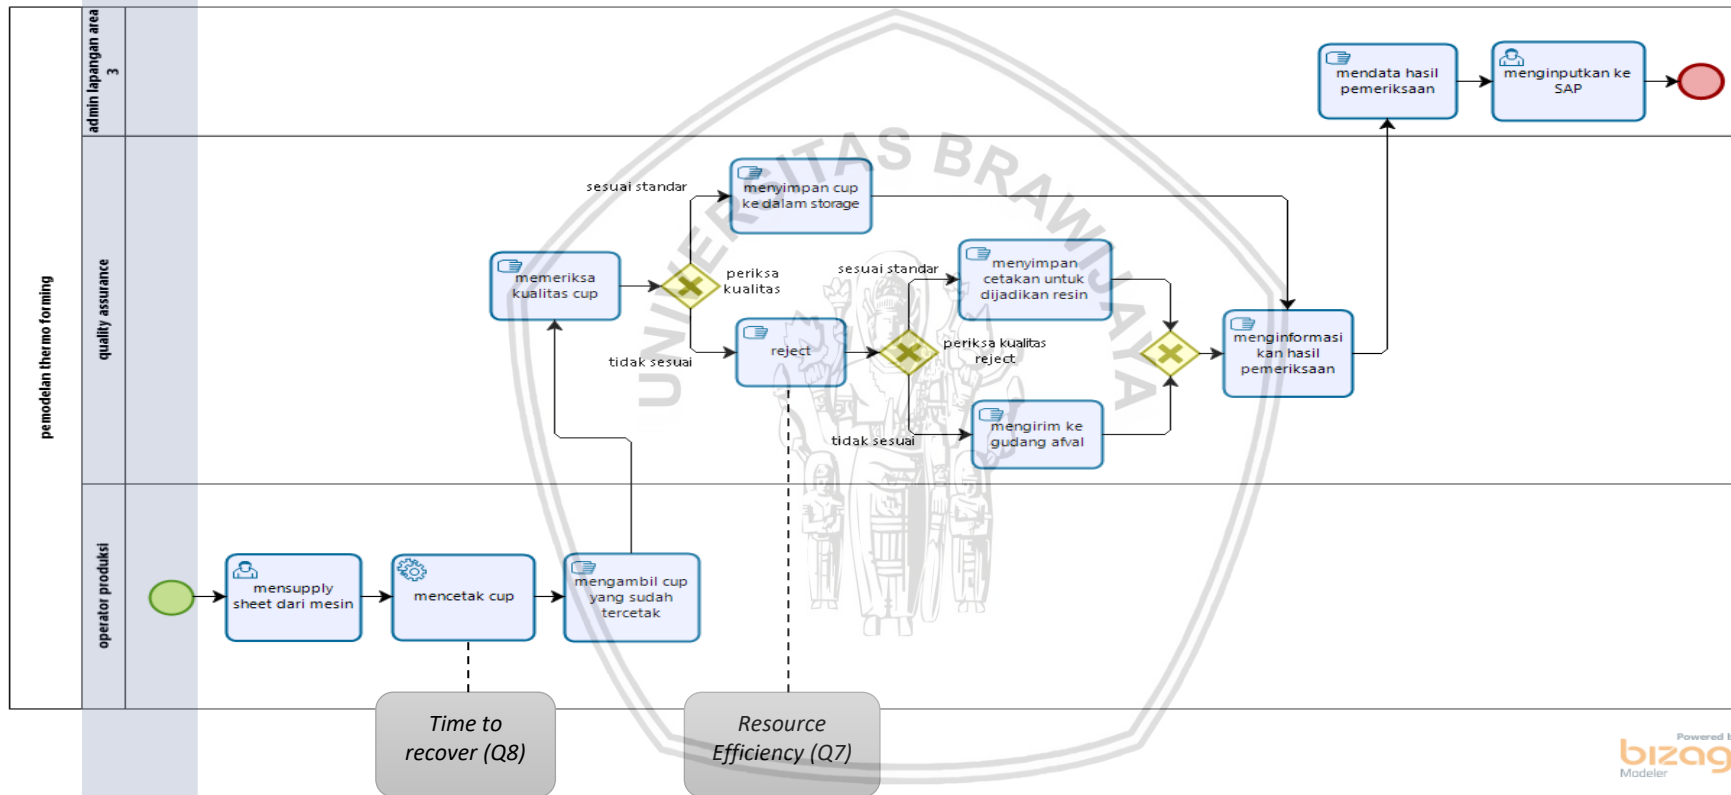 pemodelan thermo forming
admin lapangan area
3
mendata hasil
pemeriksaan
menginputkan ke
SAP
quality assurance
UNIVERSITAS BRAWIJAYA
memeriksa
kualitas cup
periksa
kualitas
sesuai standar
menyimpan cup
ke dalam storage
tidak sesuai
reject
periksa kualitas
reject
sesuai standar
menyimpan
cetakan untuk
dijadikan resin
tidak sesuai
mengirim ke
gudang afval
menginformasi
kan hasil
pemeriksaan
operator produksi
mensupply
sheet dari mesin
mencetak cup
mengambil cup
yang sudah
tercetak
Time to
recover (Q8)
Resource
Efficiency (Q7)
Powered b
bizag
Modeler